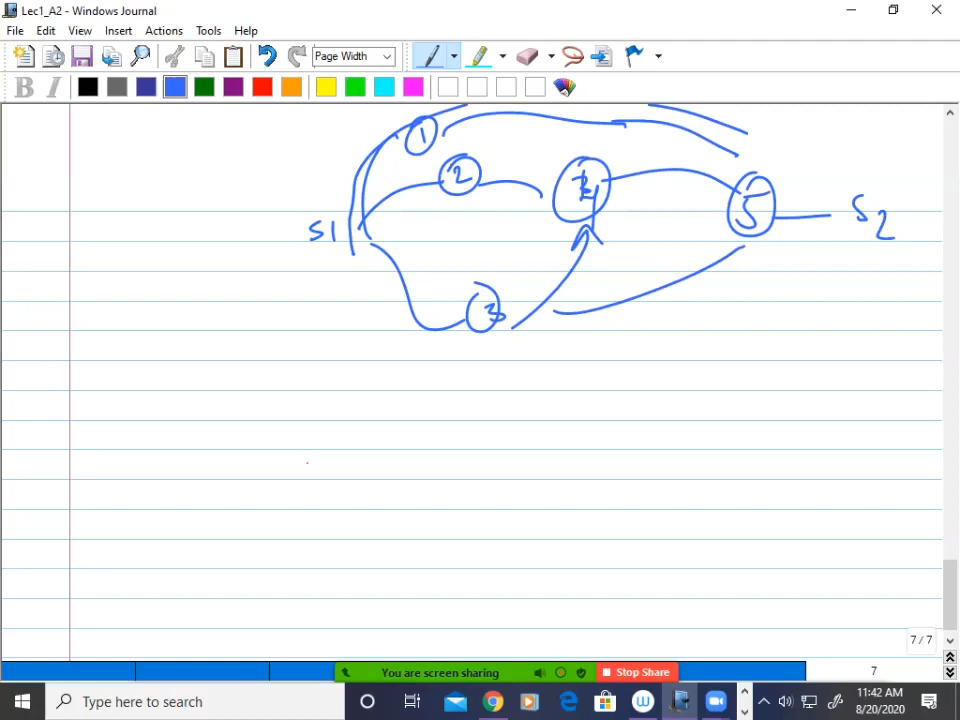 Lec1_A2 - Windows Journal
File Edit View Insert Actions Tools Help
Page Width
B I
1
2
4
5
S1
S2
3
7 / 7
You are screen sharing
Stop Share
7
Type here to search
11:42 AM
8/20/2020